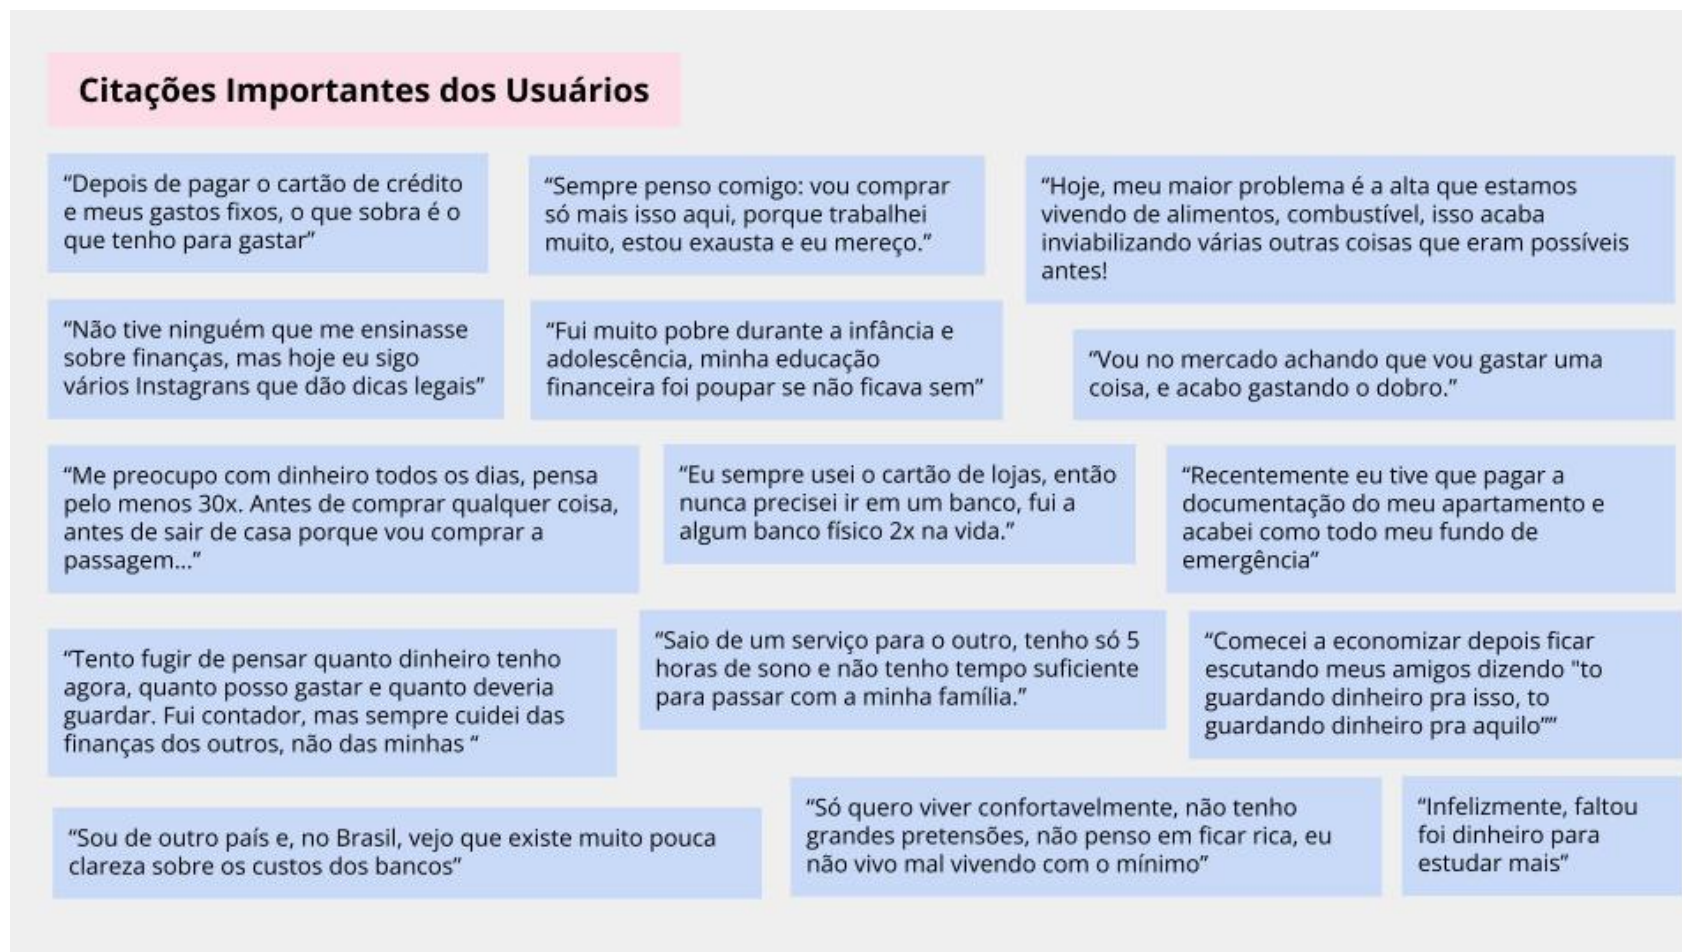 Citações Importantes dos Usuários
“Depois de pagar o cartão de crédito
e meus gastos fixos, o que sobra é o
que tenho para gastar”
“Sempre penso comigo: vou comprar
só mais isso aqui, porque trabalhei
muito, estou exausta e eu mereço.”
“Hoje, meu maior problema é a alta que estamos
vivendo de alimentos, combustível, isso acaba
inviabilizando várias outras coisas que eram possíveis
antes!
“Não tive ninguém que me ensinasse
sobre finanças, mas hoje eu sigo
vários Instagrans que dão dicas legais”
“Fui muito pobre durante a infância e
adolescência, minha educação
financeira foi poupar se não ficava sem”
“Vou no mercado achando que vou gastar uma
coisa, e acabo gastando o dobro.”
“Me preocupo com dinheiro todos os dias, pensa
pelo menos 30x. Antes de comprar qualquer coisa,
antes de sair de casa porque vou comprar a
passagem...”
“Eu sempre usei o cartão de lojas, então
nunca precisei ir em um banco, fui a
algum banco físico 2x na vida.”
“Recentemente eu tive que pagar a
documentação do meu apartamento e
acabei como todo meu fundo de
emergência”
“Tento fugir de pensar quanto dinheiro tenho
agora, quanto posso gastar e quanto deveria
guardar. Fui contador, mas sempre cuidei das
finanças dos outros, não das minhas “
“Saio de um serviço para o outro, tenho só 5
horas de sono e não tenho tempo suficiente
para passar com a minha família.”
“Comecei a economizar depois ficar
escutando meus amigos dizendo "to
guardando dinheiro pra isso, to
guardando dinheiro pra aquilo"”
“Sou de outro país e, no Brasil, vejo que existe muito pouca
clareza sobre os custos dos bancos”
“Só quero viver confortavelmente, não tenho
grandes pretensões, não penso em ficar rica, eu
não vivo mal vivendo com o mínimo”
“Infelizmente, faltou
foi dinheiro para
estudar mais”